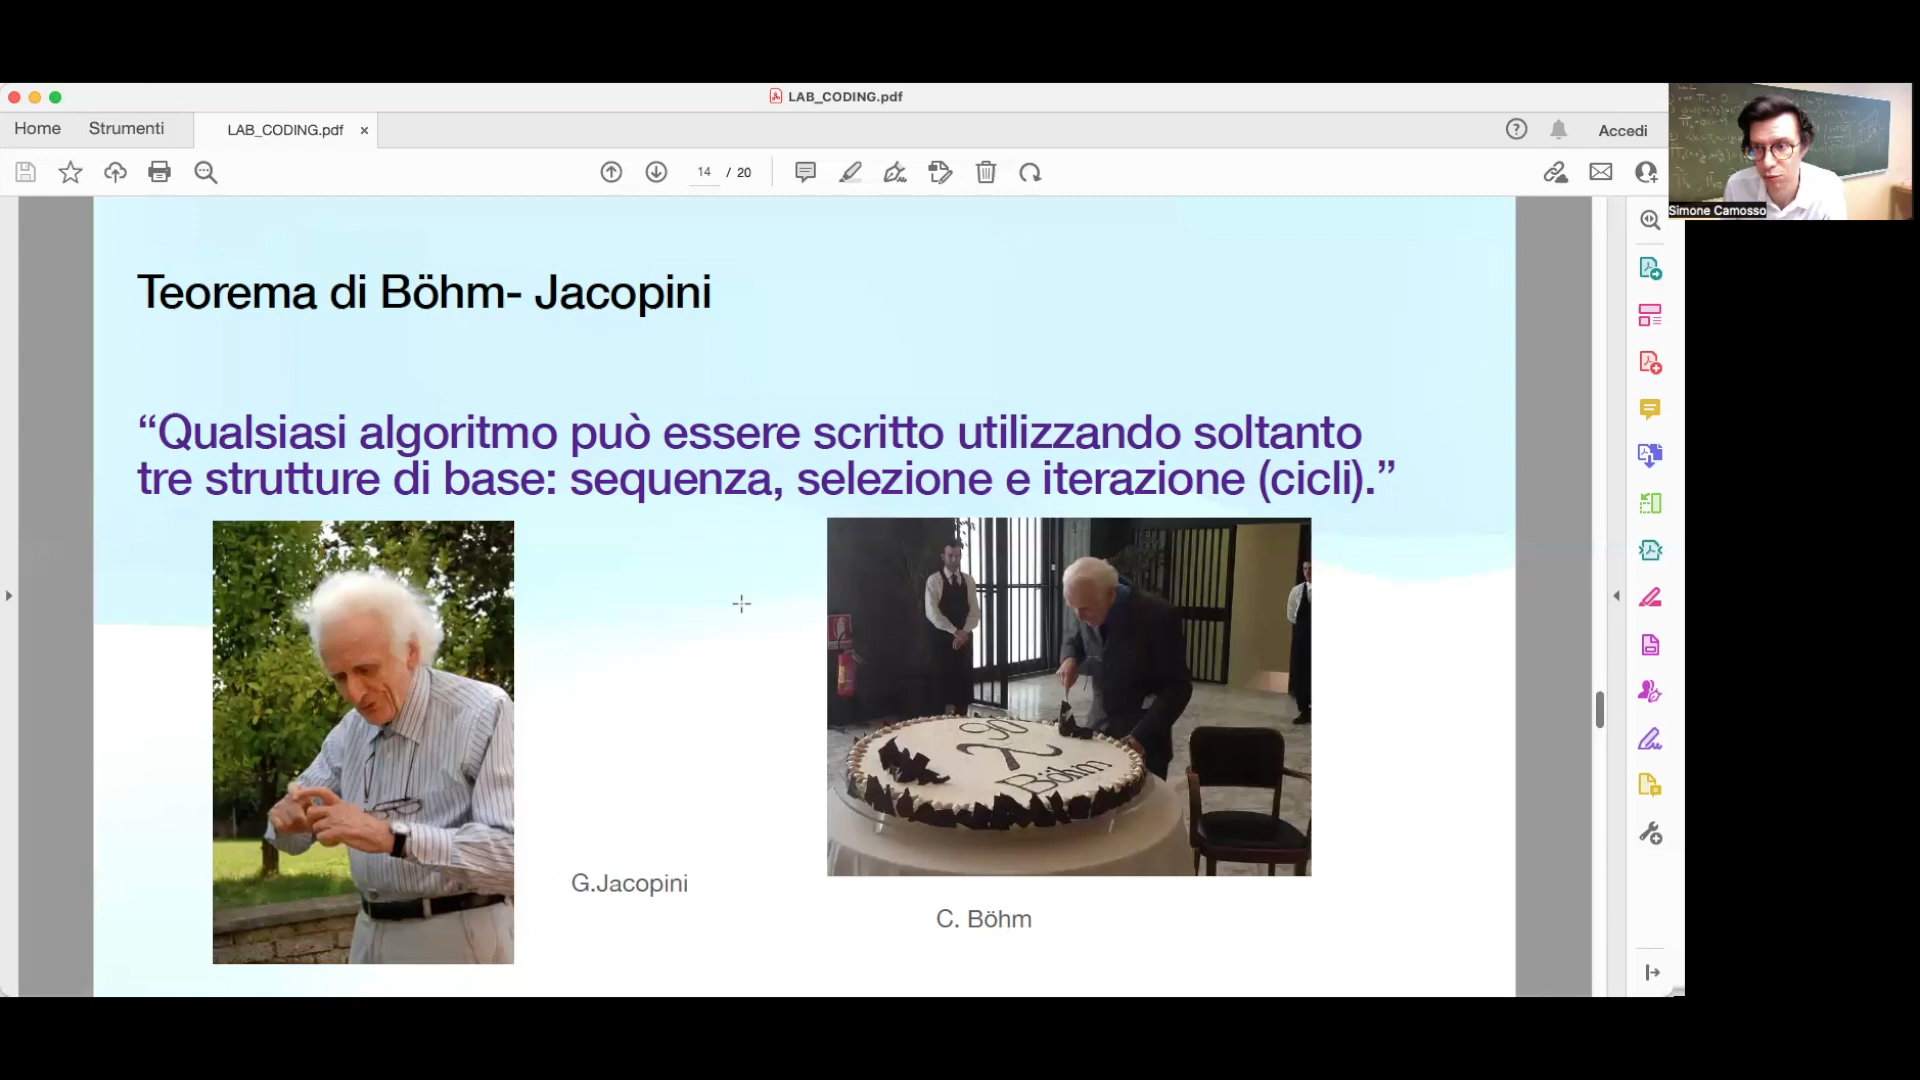 LAB_CODING.pdf
Home
Strumenti
LAB_CODING.pdf
×
Accedi
14 / 20
Simone Camosso
Teorema di Böhm- Jacopini
“Qualsiasi algoritmo può essere scritto utilizzando soltanto
tre strutture di base: sequenza, selezione e iterazione (cicli).”
90
λ
Böhm
G.Jacopini
C. Böhm